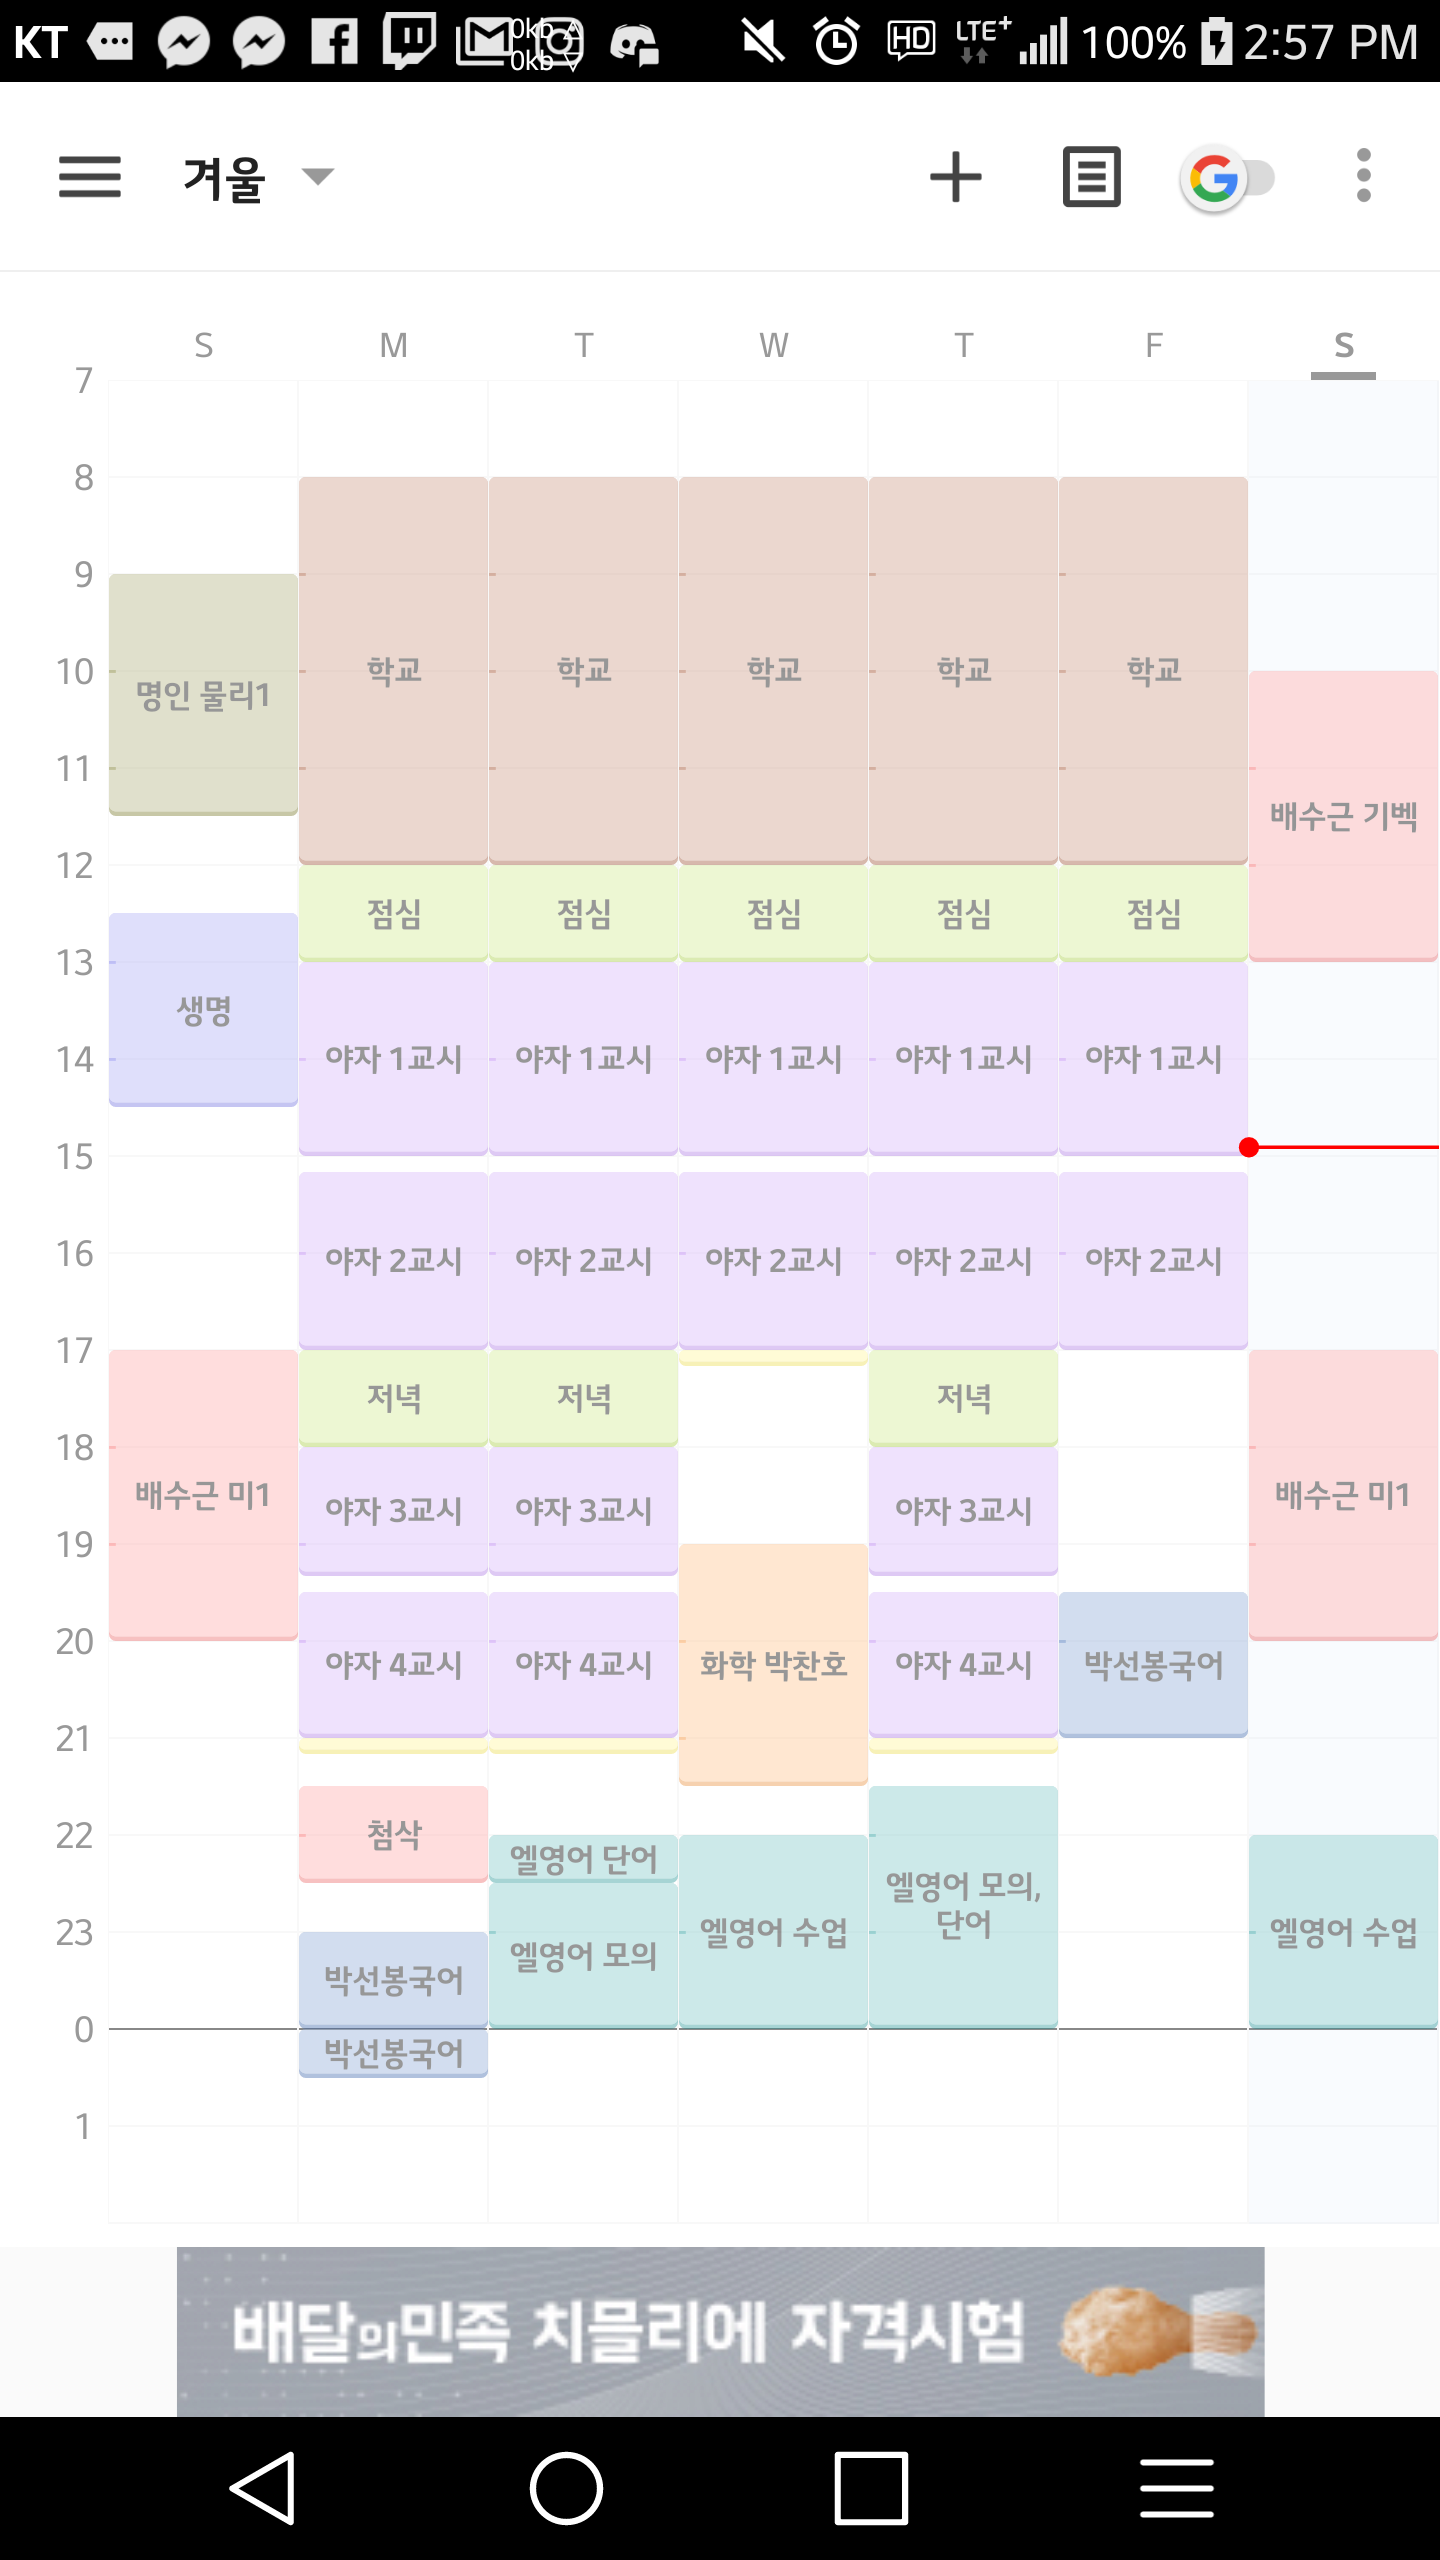 KT
0kb
0kb
HD
LTE+
100%
2:57 PM
겨울
S M T W T F S
7
8
9
10
11
12
13
14
15
16
17
18
19
20
21
22
23
0
1
명인 물리1
생명
배수근 미1
학교
점심
야자 1교시
야자 2교시
저녁
야자 3교시
야자 4교시
첨삭
박선봉국어
박선봉국어
학교
점심
야자 1교시
야자 2교시
저녁
야자 3교시
야자 4교시
엘영어 단어
엘영어 모의
학교
점심
야자 1교시
야자 2교시
화학 박찬호
엘영어 수업
학교
점심
야자 1교시
야자 2교시
저녁
야자 3교시
야자 4교시
엘영어 모의,
단어
학교
점심
야자 1교시
야자 2교시
박선봉국어
배수근 기벡
배수근 미1
엘영어 수업
배달의민족 치믈리에 자격시험